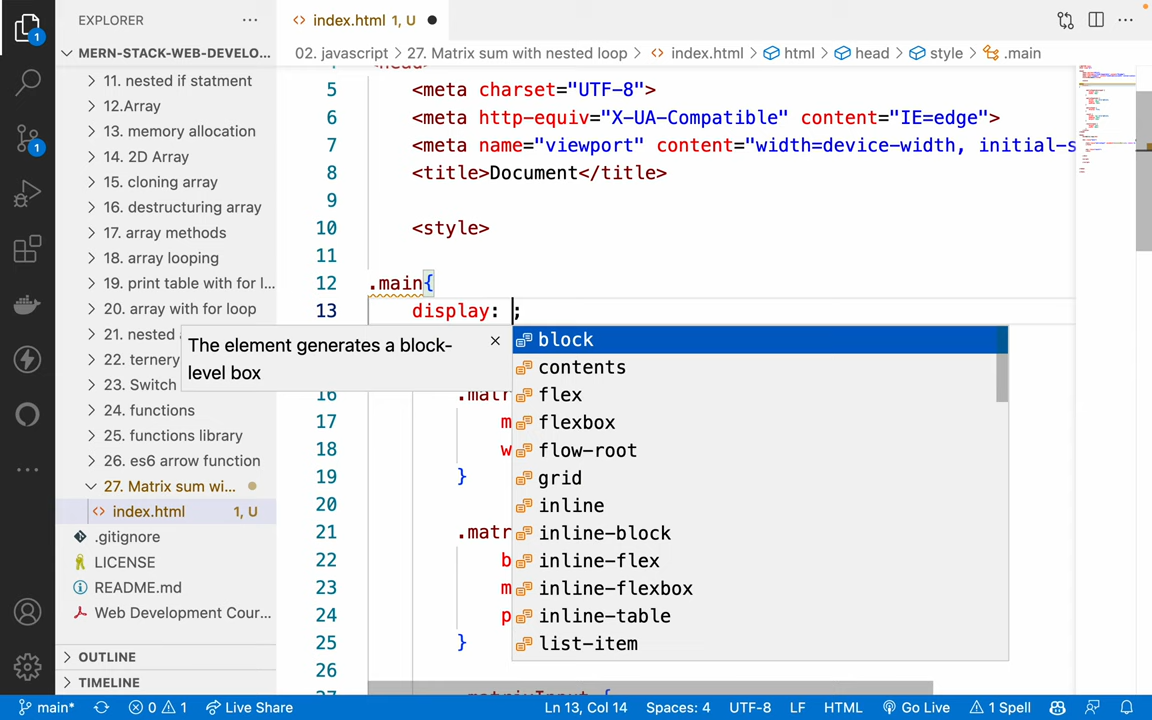 EXPLORER
index.html 1, U
MERN-STACK-WEB-DEVELO...
02. javascript > 27. Matrix sum with nested loop > index.html > html > head > style > .main
11. nested if statment
12.Array
13. memory allocation
14. 2D Array
15. cloning array
16. destructuring array
17. array methods
18. array looping
19. print table with for l...
20. array with for loop
21. nested
22. ternery
23. Switch
24. functions
25. functions library
26. es6 arrow function
27. Matrix sum wi...
index.html 1, U
.gitignore
LICENSE
README.md
Web Development Cour...
OUTLINE
TIMELINE
5 <meta charset="UTF-8">
6 <meta http-equiv="X-UA-Compatible" content="IE=edge">
7 <meta name="viewport" content="width=device-width, initial-s
8 <title>Document</title>
9
10 <style>
11
12 .main{
13 display: ;
The element generates a block-
level box
block
contents
flex
flexbox
flow-root
grid
inline
inline-block
inline-flex
inline-flexbox
inline-table
list-item
16 .matr
17 m
18 w
19 }
20
21 .matr
22 b
23 m
24 p
25 }
26
1
1
main* 0 1 Live Share Ln 13, Col 14 Spaces: 4 UTF-8 LF HTML Go Live 1 Spell